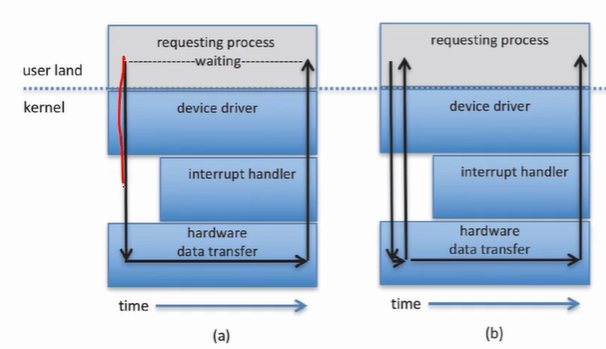 requesting process
waiting
user land
kernel
device driver
interrupt handler
hardware
data transfer
time
(a)
requesting process
device driver
interrupt handler
hardware
data transfer
time
(b)